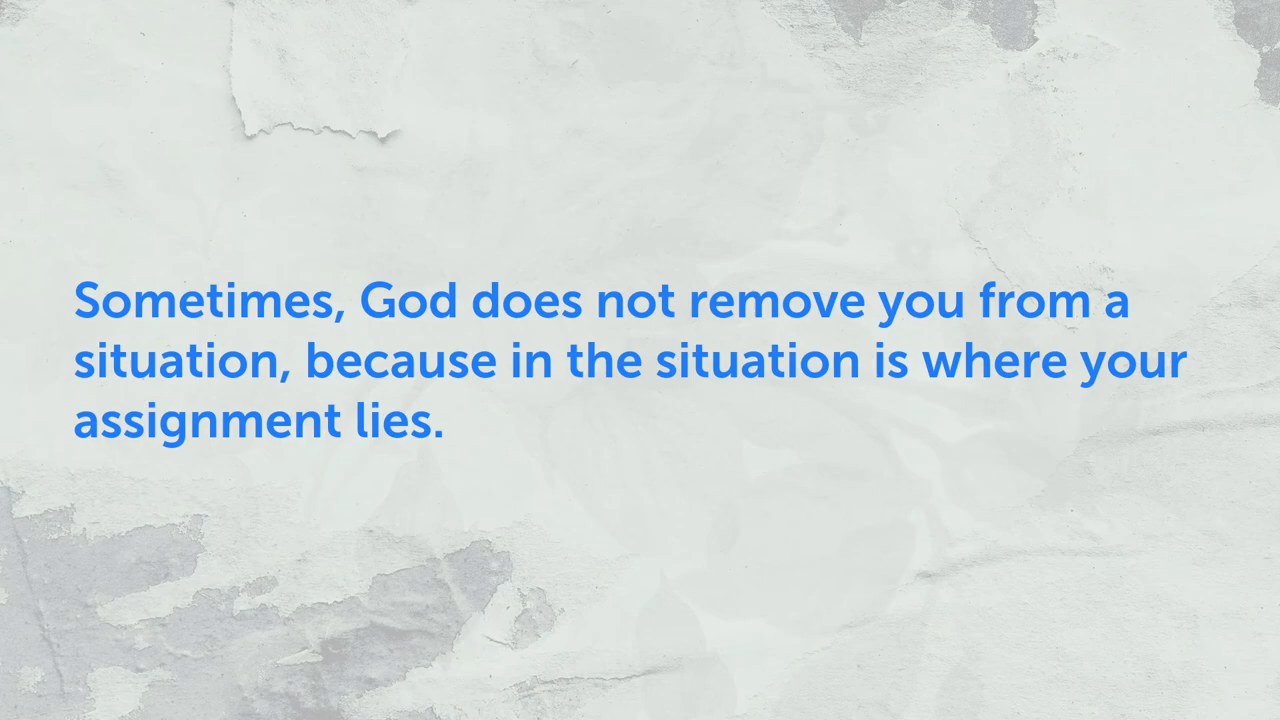 Sometimes, God does not remove you from a
situation, because in the situation is where your
assignment lies.